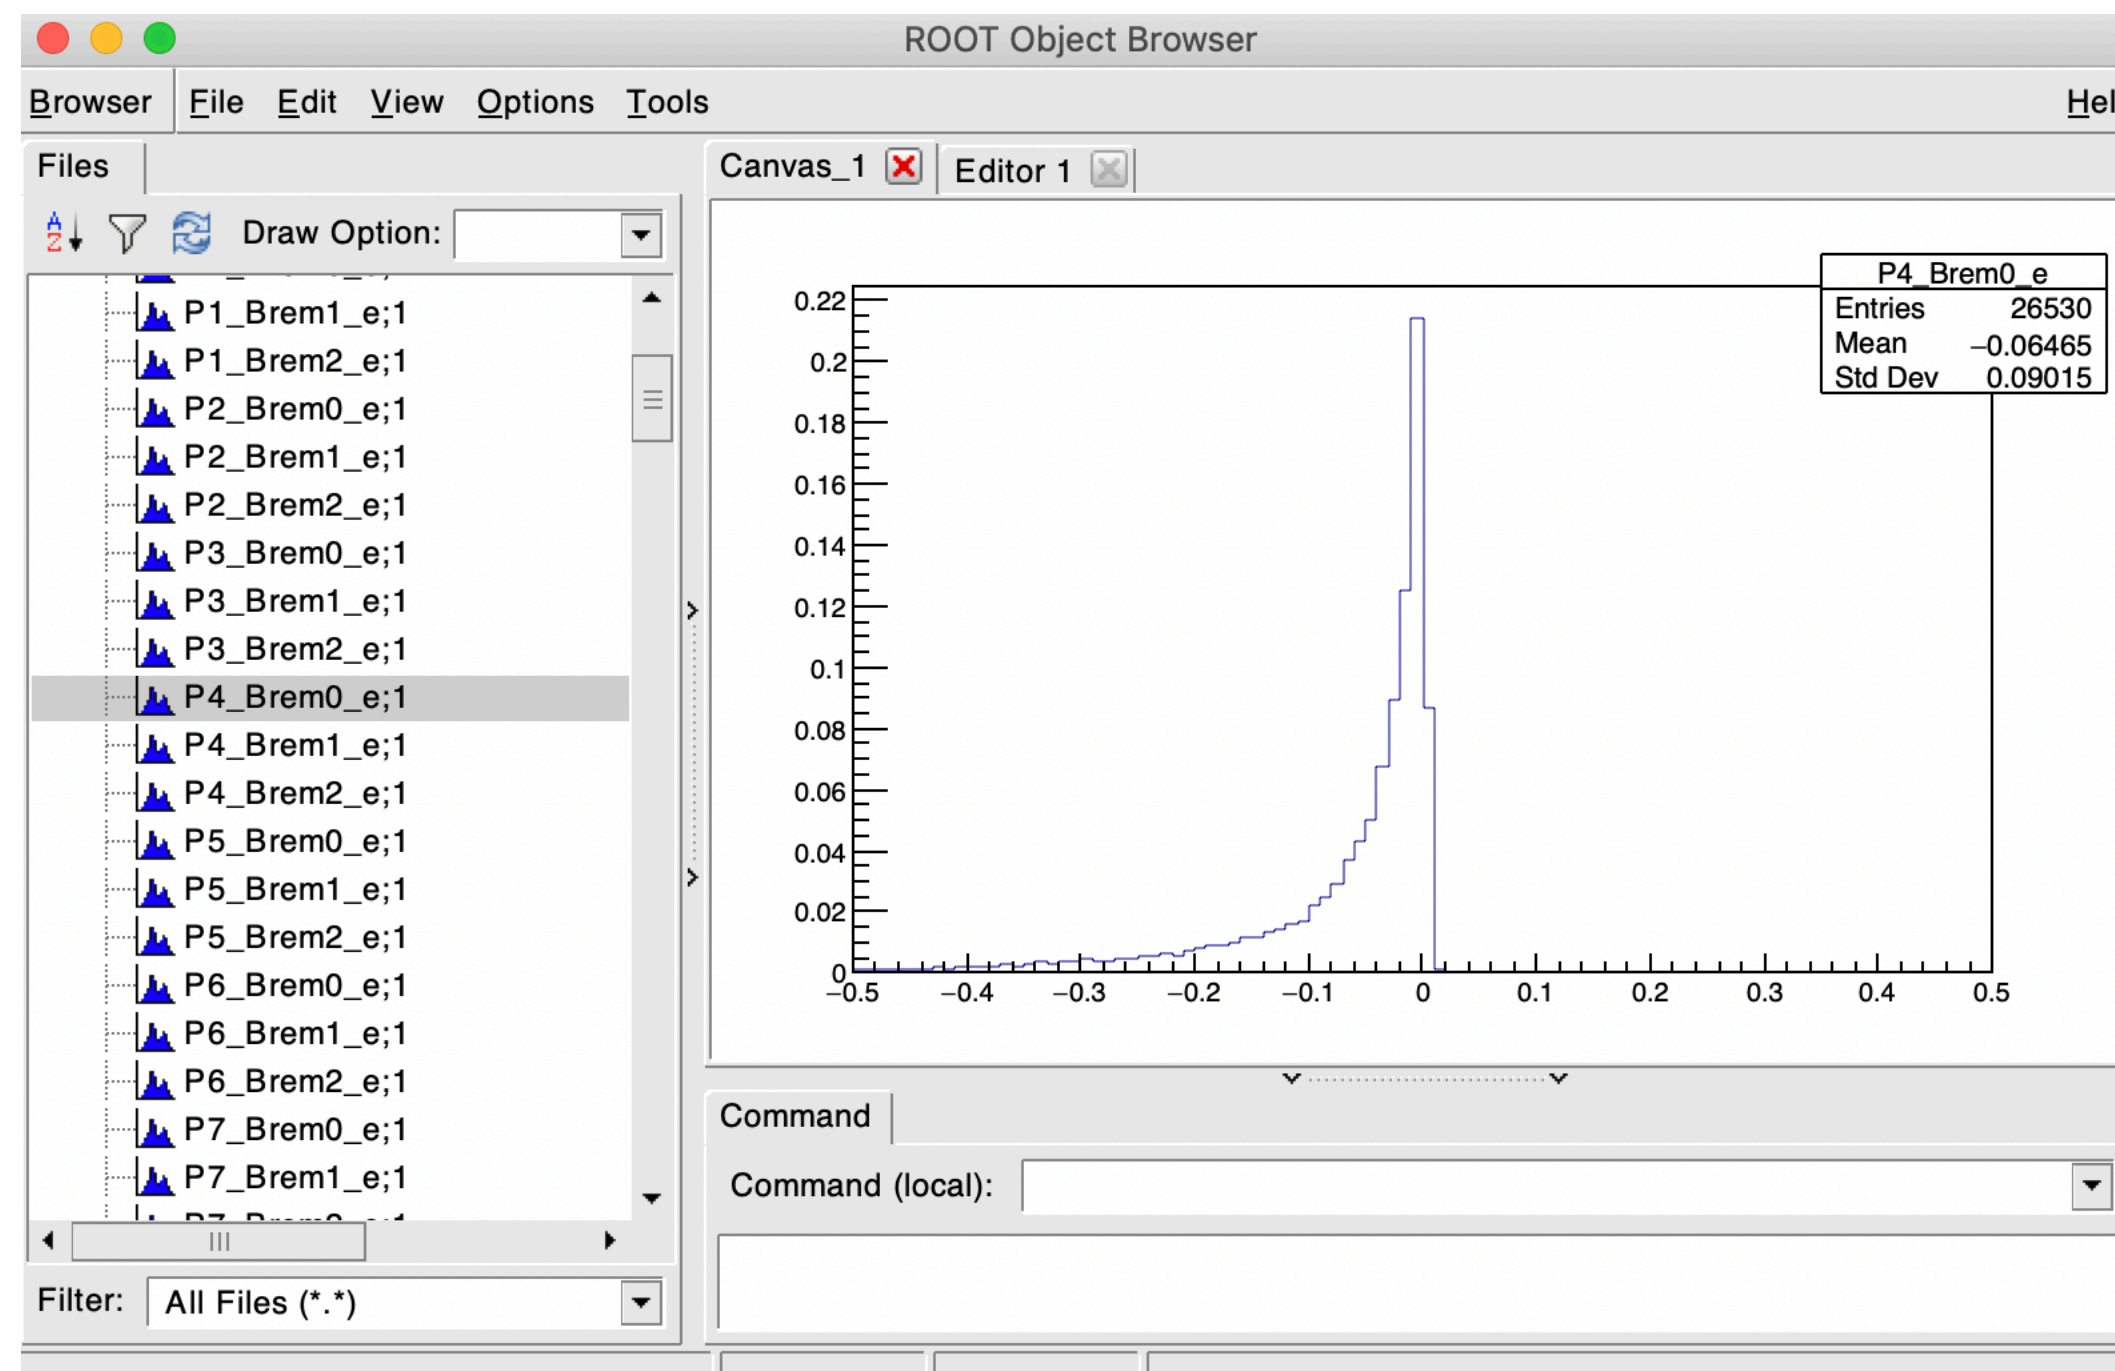 ROOT Object Browser
Browser File Edit View Options Tools
Files
Draw Option:
P1_Brem1_e;1
P1_Brem2_e;1
P2_Brem0_e;1
P2_Brem1_e;1
P2_Brem2_e;1
P3_Brem0_e;1
P3_Brem1_e;1
P3_Brem2_e;1
P4_Brem0_e;1
P4_Brem1_e;1
P4_Brem2_e;1
P5_Brem0_e;1
P5_Brem1_e;1
P5_Brem2_e;1
P6_Brem0_e;1
P6_Brem1_e;1
P6_Brem2_e;1
P7_Brem0_e;1
P7_Brem1_e;1
Filter: All Files (*.*)
Canvas_1 Editor 1
P4_Brem0_e
Entries 26530
Mean −0.06465
Std Dev 0.09015
0.22
0.2
0.18
0.16
0.14
0.12
0.1
0.08
0.06
0.04
0.02
0
−0.5 −0.4 −0.3 −0.2 −0.1 0 0.1 0.2 0.3 0.4 0.5
Command
Command (local):